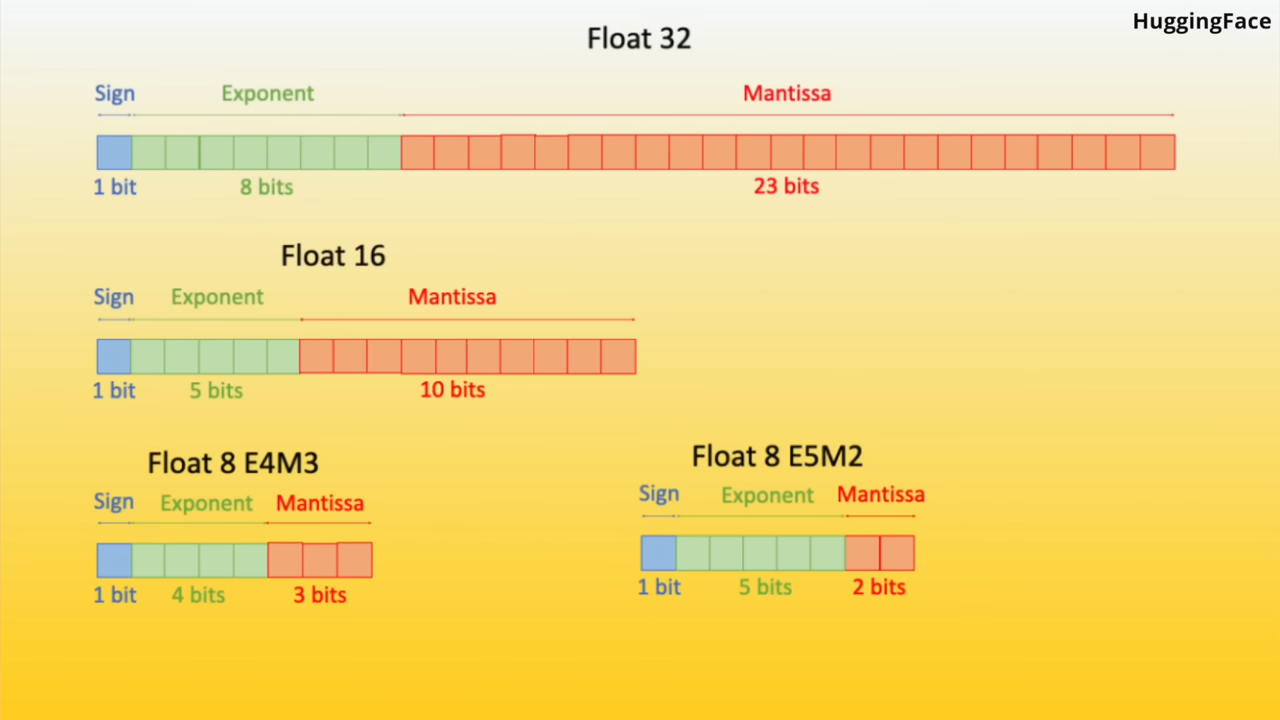 HuggingFace
Float 32
Sign Exponent Mantissa
1 bit 8 bits 23 bits
Float 16
Sign Exponent Mantissa
1 bit 5 bits 10 bits
Float 8 E4M3
Sign Exponent Mantissa
1 bit 4 bits 3 bits
Float 8 E5M2
Sign Exponent Mantissa
1 bit 5 bits 2 bits